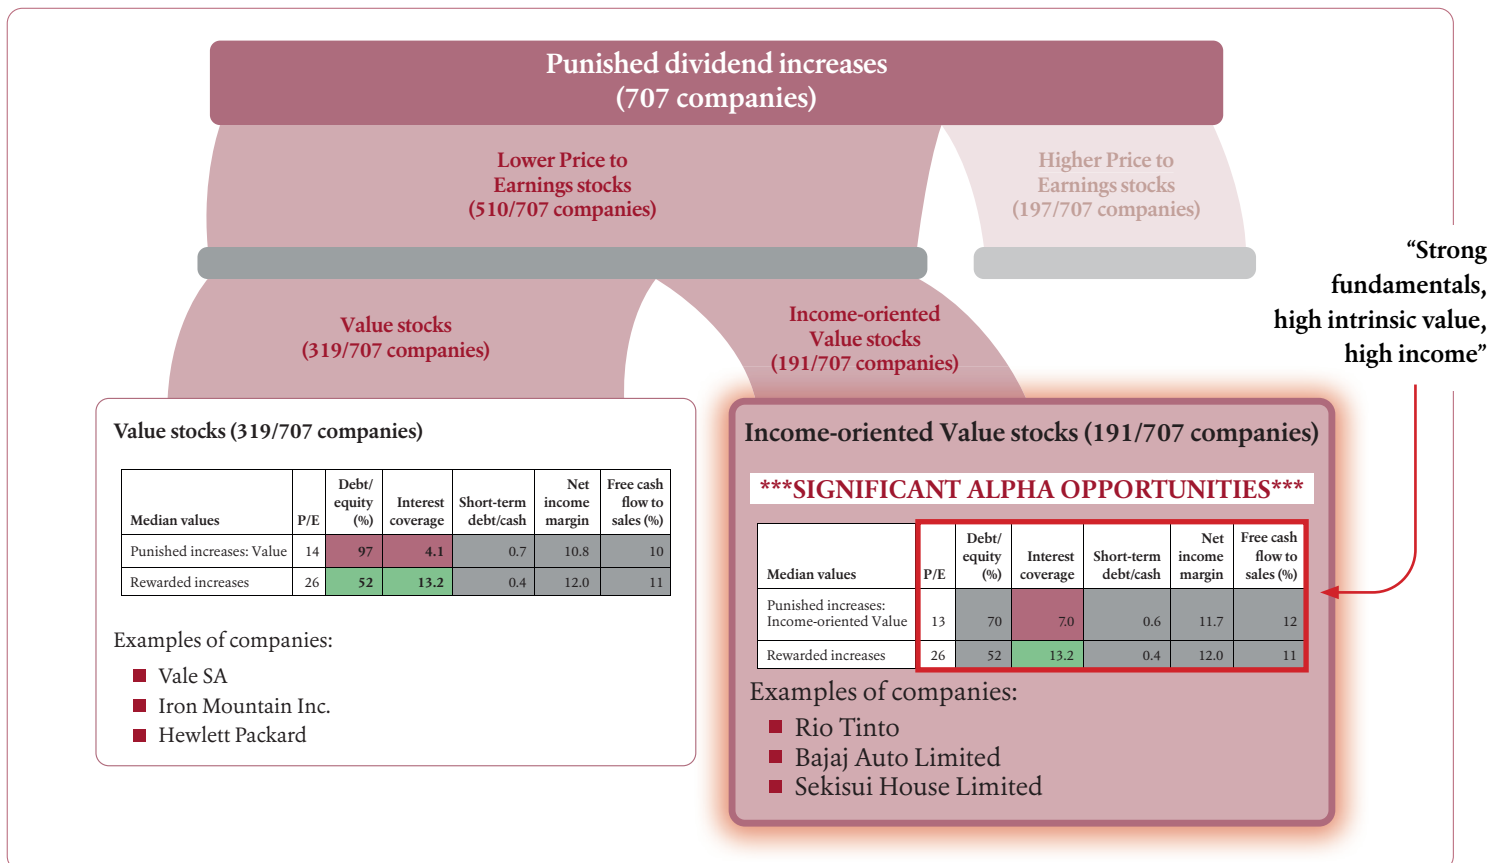 Punished dividend increases
(707 companies)
Lower Price to
Earnings stocks
(510/707 companies)
Higher Price to
Earnings stocks
(197/707 companies)
“Strong
fundamentals,
high intrinsic value,
high income”
Value stocks
(319/707 companies)
Income-oriented
Value stocks
(191/707 companies)
Value stocks (319/707 companies)
Median values P/E Debt/equity (%) Interest coverage Short-term debt/cash Net income margin Free cash flow to sales (%)
Punished increases: Value 14 97 4.1 0.7 10.8 10
Rewarded increases 26 52 13.2 0.4 12.0 11
Examples of companies:
Vale SA
Iron Mountain Inc.
Hewlett Packard
Income-oriented Value stocks (191/707 companies)
***SIGNIFICANT ALPHA OPPORTUNITIES***
Median values P/E Debt/equity (%) Interest coverage Short-term debt/cash Net income margin Free cash flow to sales (%)
Punished increases:
Income-oriented Value 13 70 7.0 0.6 11.7 12
Rewarded increases 26 52 13.2 0.4 12.0 11
Examples of companies:
Rio Tinto
Bajaj Auto Limited
Sekisui House Limited